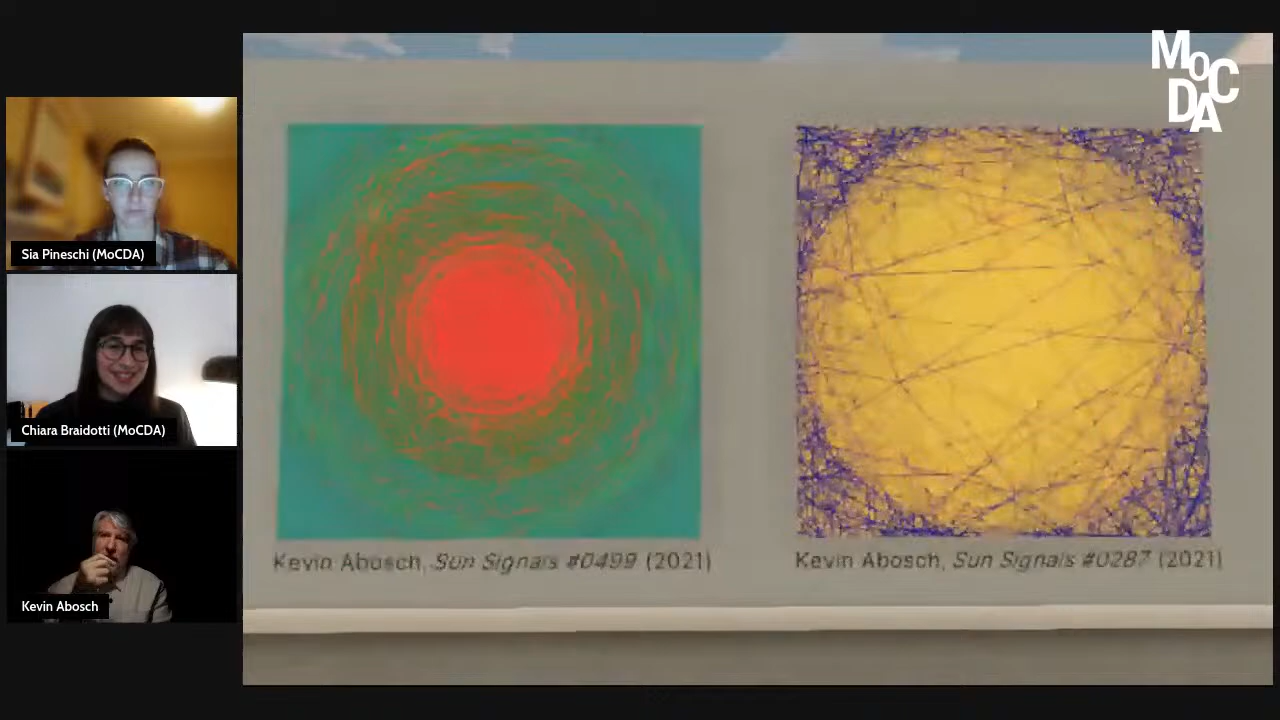 MoCDA
Sia Pineschi (MoCDA)
Chiara Braidotti (MoCDA)
Kevin Abosch
Kevin Abosch, Sun Signals #0499 (2021)
Kevin Abosch, Sun Signals #0287 (2021)